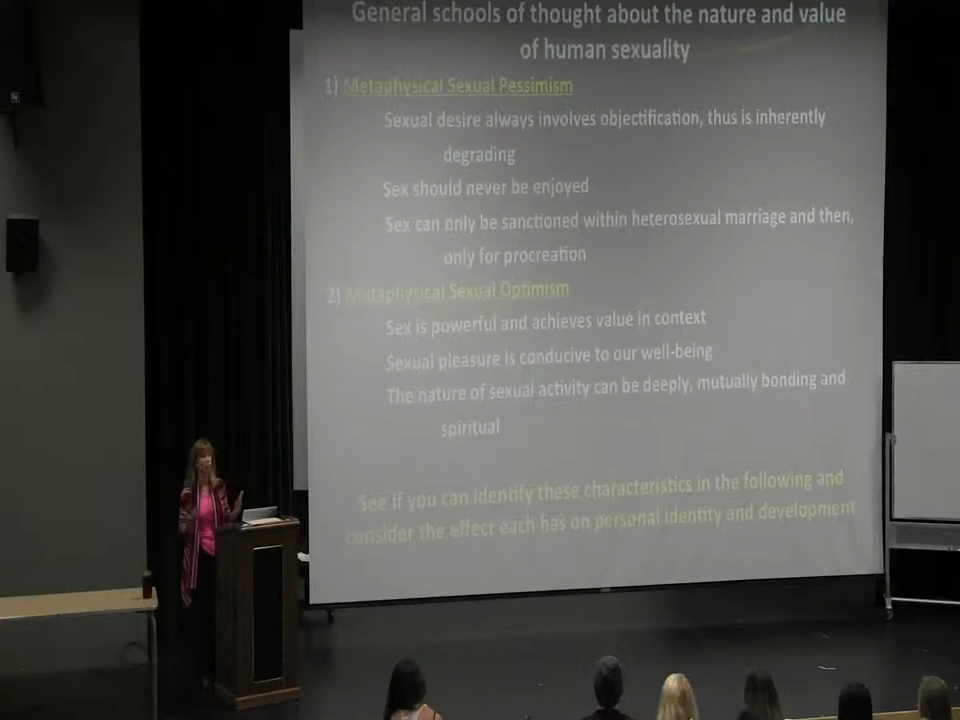 General schools of thought about the nature and value
of human sexuality
1) Metaphysical Sexual Pessimism
Sexual desire always involves objectification, thus is inherently
degrading
Sex should never be enjoyed
Sex can only be sanctioned within heterosexual marriage and then,
only for procreation
2) Metaphysical Sexual Optimism
Sex is powerful and achieves value in context
Sexual pleasure is conducive to our well-being
The nature of sexual activity can be deeply, mutually bonding and
spiritual
See if you can identify these characteristics in the following and
consider the effect each has on personal identity and development